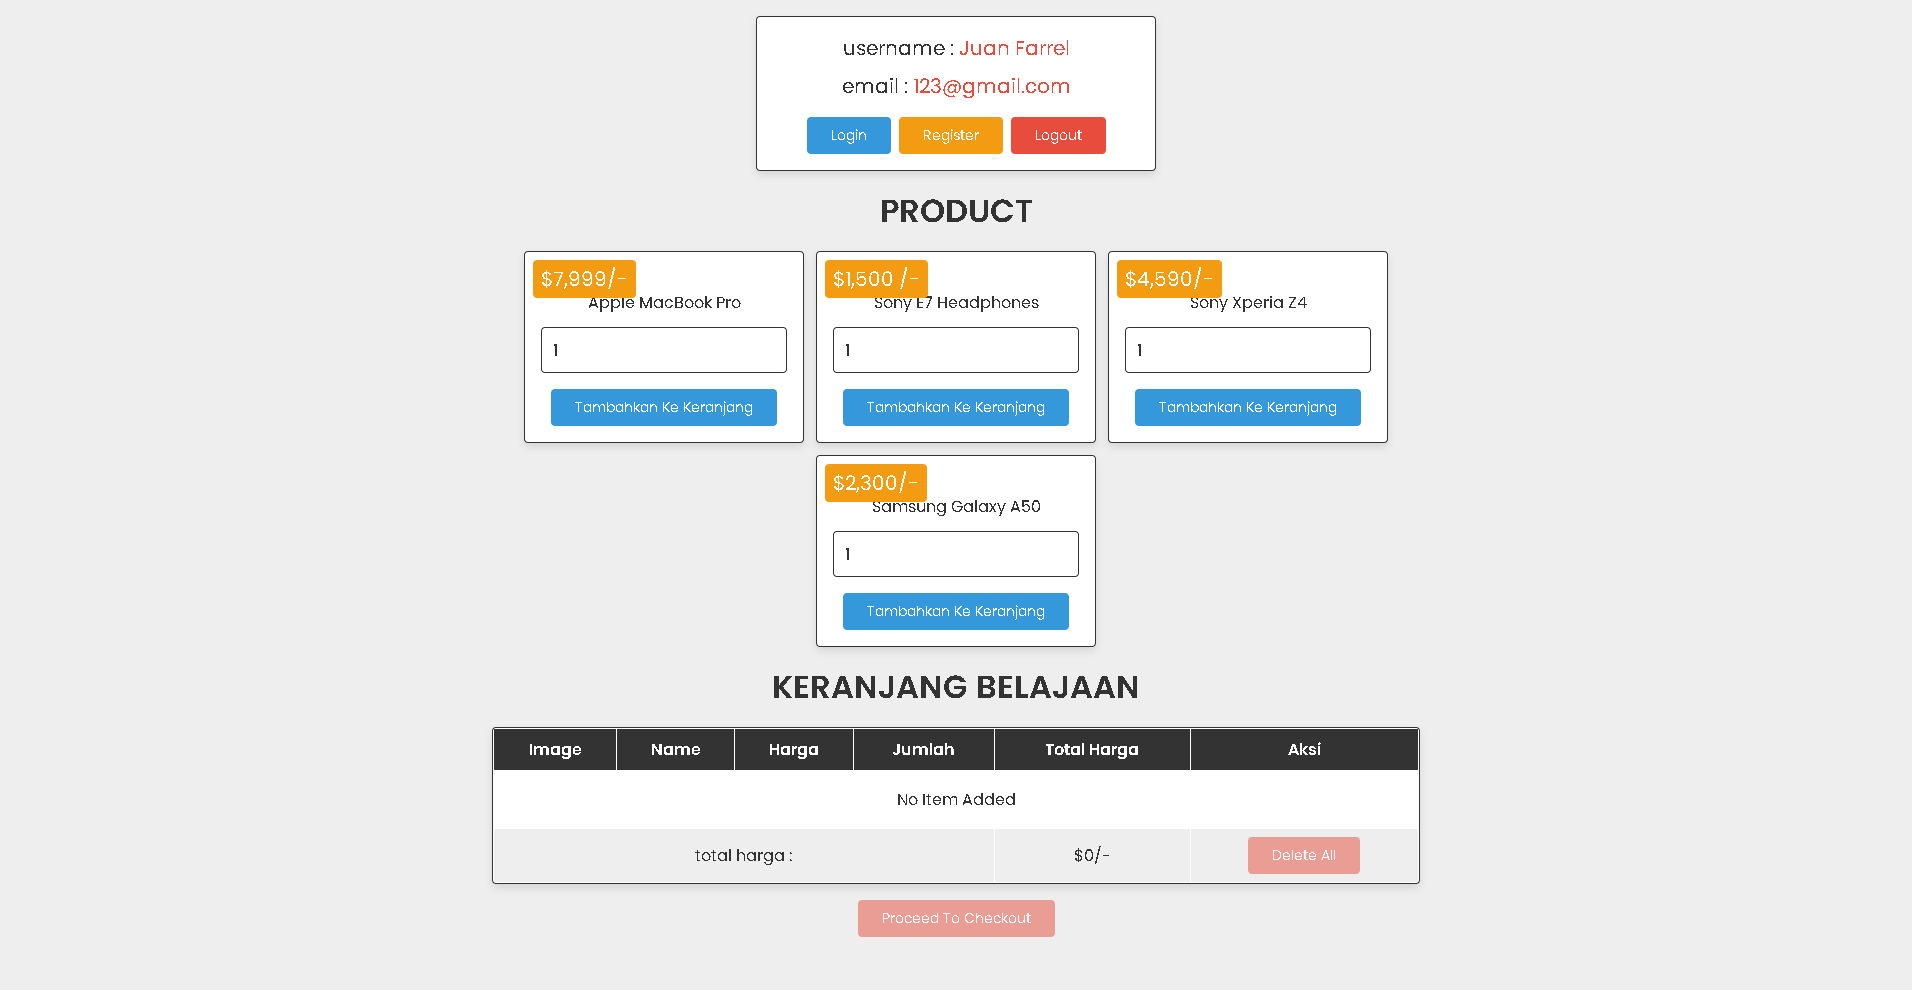 username : Juan Farrel
email : 123@gmail.com
Login Register Logout
PRODUCT
$7,999/-
Apple MacBook Pro
1
Tambahkan Ke Keranjang
$1,500 /-
Sony E7 Headphones
1
Tambahkan Ke Keranjang
$4,590/-
Sony Xperia Z4
1
Tambahkan Ke Keranjang
$2,300/-
Samsung Galaxy A50
1
Tambahkan Ke Keranjang
KERANJANG BELAJAAN
Image Name Harga Jumlah Total Harga Aksi
No Item Added
total harga : $0/- Delete All
Proceed To Checkout